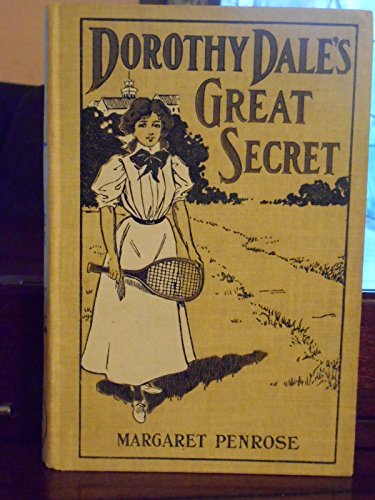 DOROTHY DALE'S
GREAT
SECRET
MARGARET PENROSE